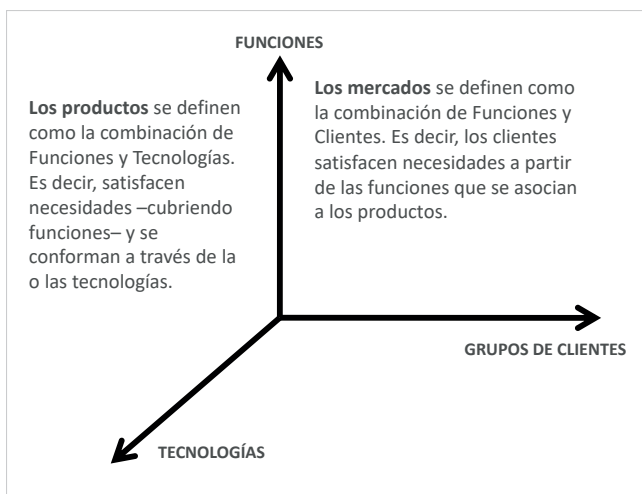 FUNCIONES
Los productos se definen
como la combinación de
Funciones y Tecnologías.
Es decir, satisfacen
necesidades –cubriendo
funciones– y se
conforman a través de la
o las tecnologías.
Los mercados se definen como
la combinación de Funciones y
Clientes. Es decir, los clientes
satisfacen necesidades a partir
de las funciones que se asocian
a los productos.
GRUPOS DE CLIENTES
TECNOLOGÍAS